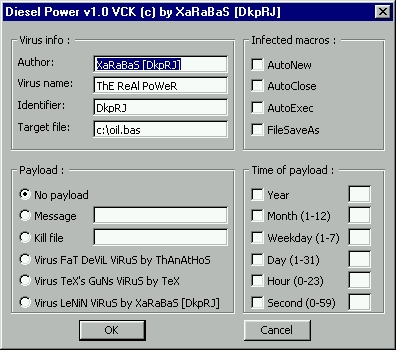 Diesel Power v1.0 VCK (c) by XaRaBaS [DkpRJ]
Virus info :
Author: XaRaBaS [DkpRJ]
Virus name: ThE ReAl PoWeR
Identifier: DkpRJ
Target file: c:\oil.bas
Infected macros :
AutoNew
AutoClose
AutoExec
FileSaveAs
Payload :
No payload
Message
Kill file
Virus FaT DeViL ViRuS by ThAnAtHoS
Virus TeX's GuNs ViRuS by TeX
Virus LeNiN ViRuS by XaRaBaS [DkpRJ]
Time of payload :
Year
Month (1-12)
Weekday (1-7)
Day (1-31)
Hour (0-23)
Second (0-59)
OK
Cancel